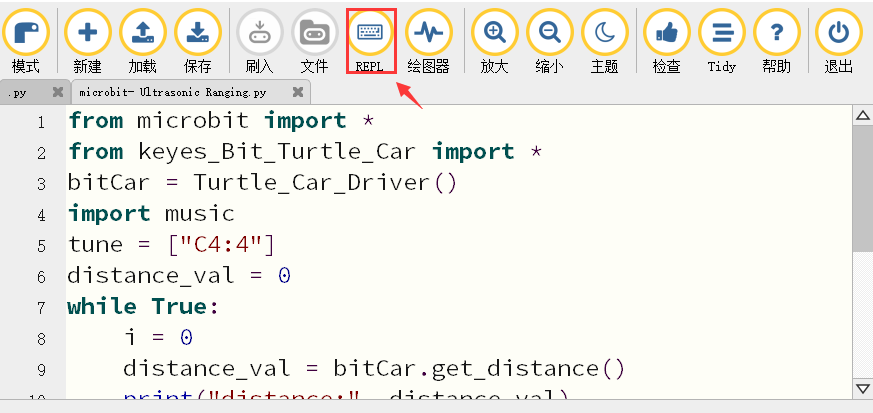 模式 新建 加载 保存 刷入 文件 REPL 绘图器 放大 缩小 主题 检查 Tidy 帮助 退出
.py microbit- Ultrasonic Ranging.py
1 from microbit import *
2 from keyes_Bit_Turtle_Car import *
3 bitCar = Turtle_Car_Driver()
4 import music
5 tune = ["C4:4"]
6 distance_val = 0
7 while True:
8 i = 0
9 distance_val = bitCar.get_distance()
10 print("distance:", distance_val)